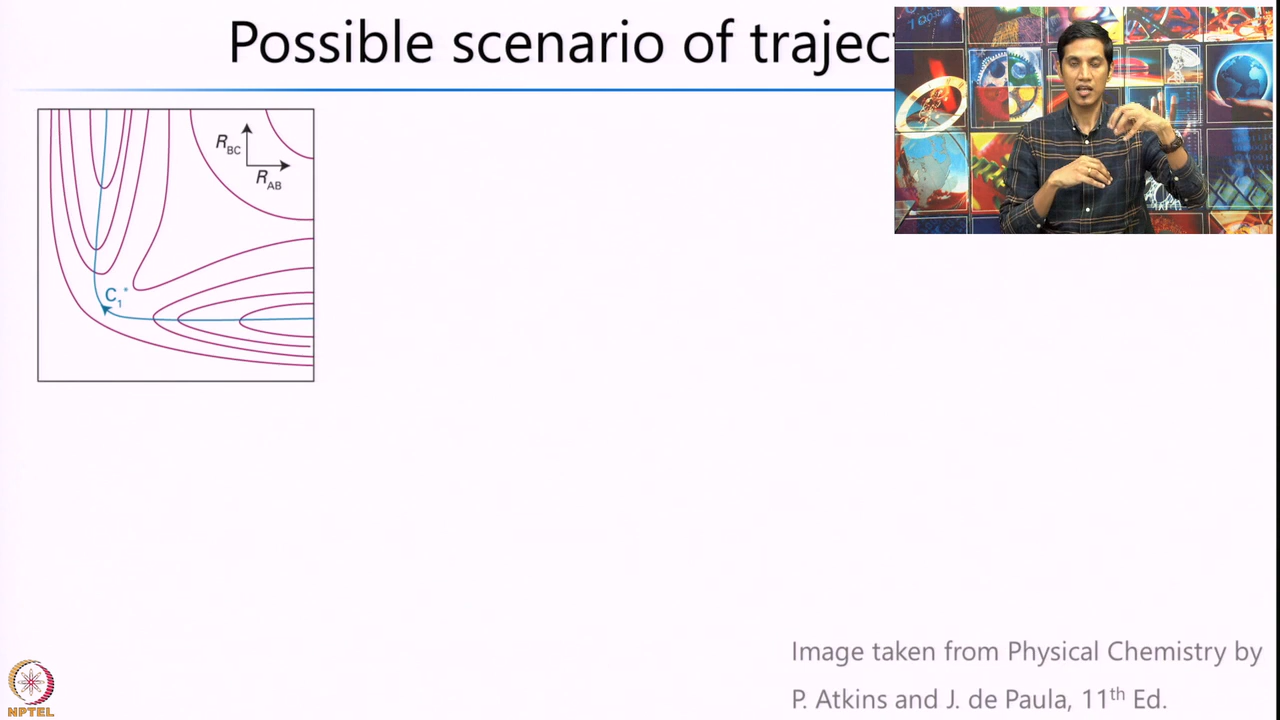 Possible scenario of trajec
R_BC
R_AB
C_1*
Image taken from Physical Chemistry by
P. Atkins and J. de Paula, 11th Ed.
NPTEL